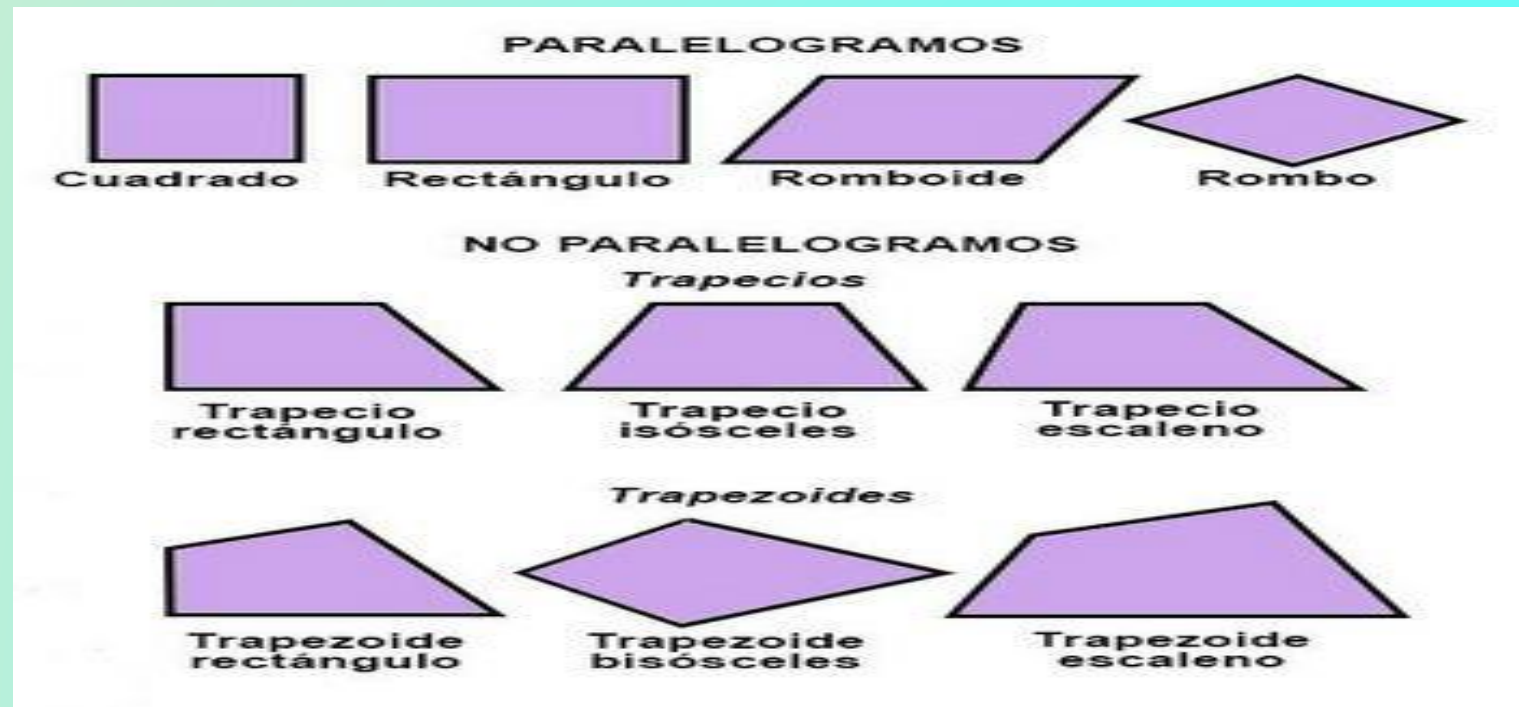 PARALELOGRAMOS
Cuadrado
Rectángulo
Romboide
Rombo
NO PARALELOGRAMOS
Trapecios
Trapecio
rectángulo
Trapecio
isósceles
Trapecio
escaleno
Trapezoides
Trapezoide
rectángulo
Trapezoide
bisósceles
Trapezoide
escaleno